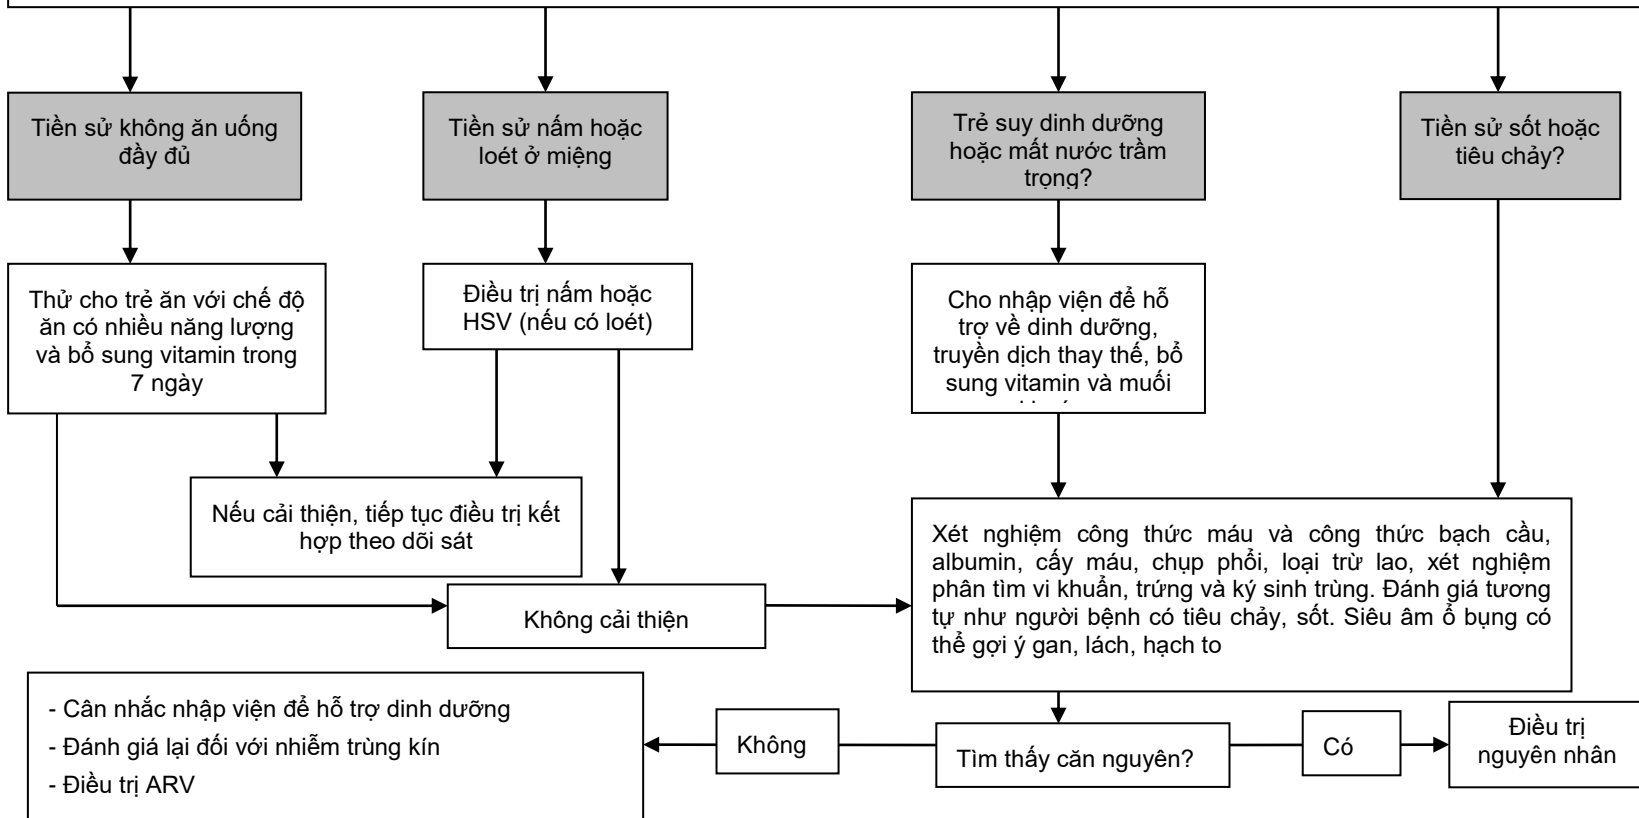 Tiền sử không ăn uống
đầy đủ
Tiền sử nấm hoặc
loét ở miệng
Trẻ suy dinh dưỡng
hoặc mất nước trầm
trọng?
Tiền sử sốt hoặc
tiêu chảy?
Thử cho trẻ ăn với chế độ
ăn có nhiều năng lượng
và bổ sung vitamin trong
7 ngày
Điều trị nấm hoặc
HSV (nếu có loét)
Cho nhập viện để hỗ
trợ về dinh dưỡng,
truyền dịch thay thế, bổ
sung vitamin và muối
Nếu cải thiện, tiếp tục điều trị kết
hợp theo dõi sát
Không cải thiện
Xét nghiệm công thức máu và công thức bạch cầu,
albumin, cấy máu, chụp phổi, loại trừ lao, xét nghiệm
phân tìm vi khuẩn, trứng và ký sinh trùng. Đánh giá tương
tự như người bệnh có tiêu chảy, sốt. Siêu âm ổ bụng có
thể gợi ý gan, lách, hạch to
- Cân nhắc nhập viện để hỗ trợ dinh dưỡng
- Đánh giá lại đối với nhiễm trùng kín
- Điều trị ARV
Không
Tìm thấy căn nguyên?
Có
Điều trị
nguyên nhân